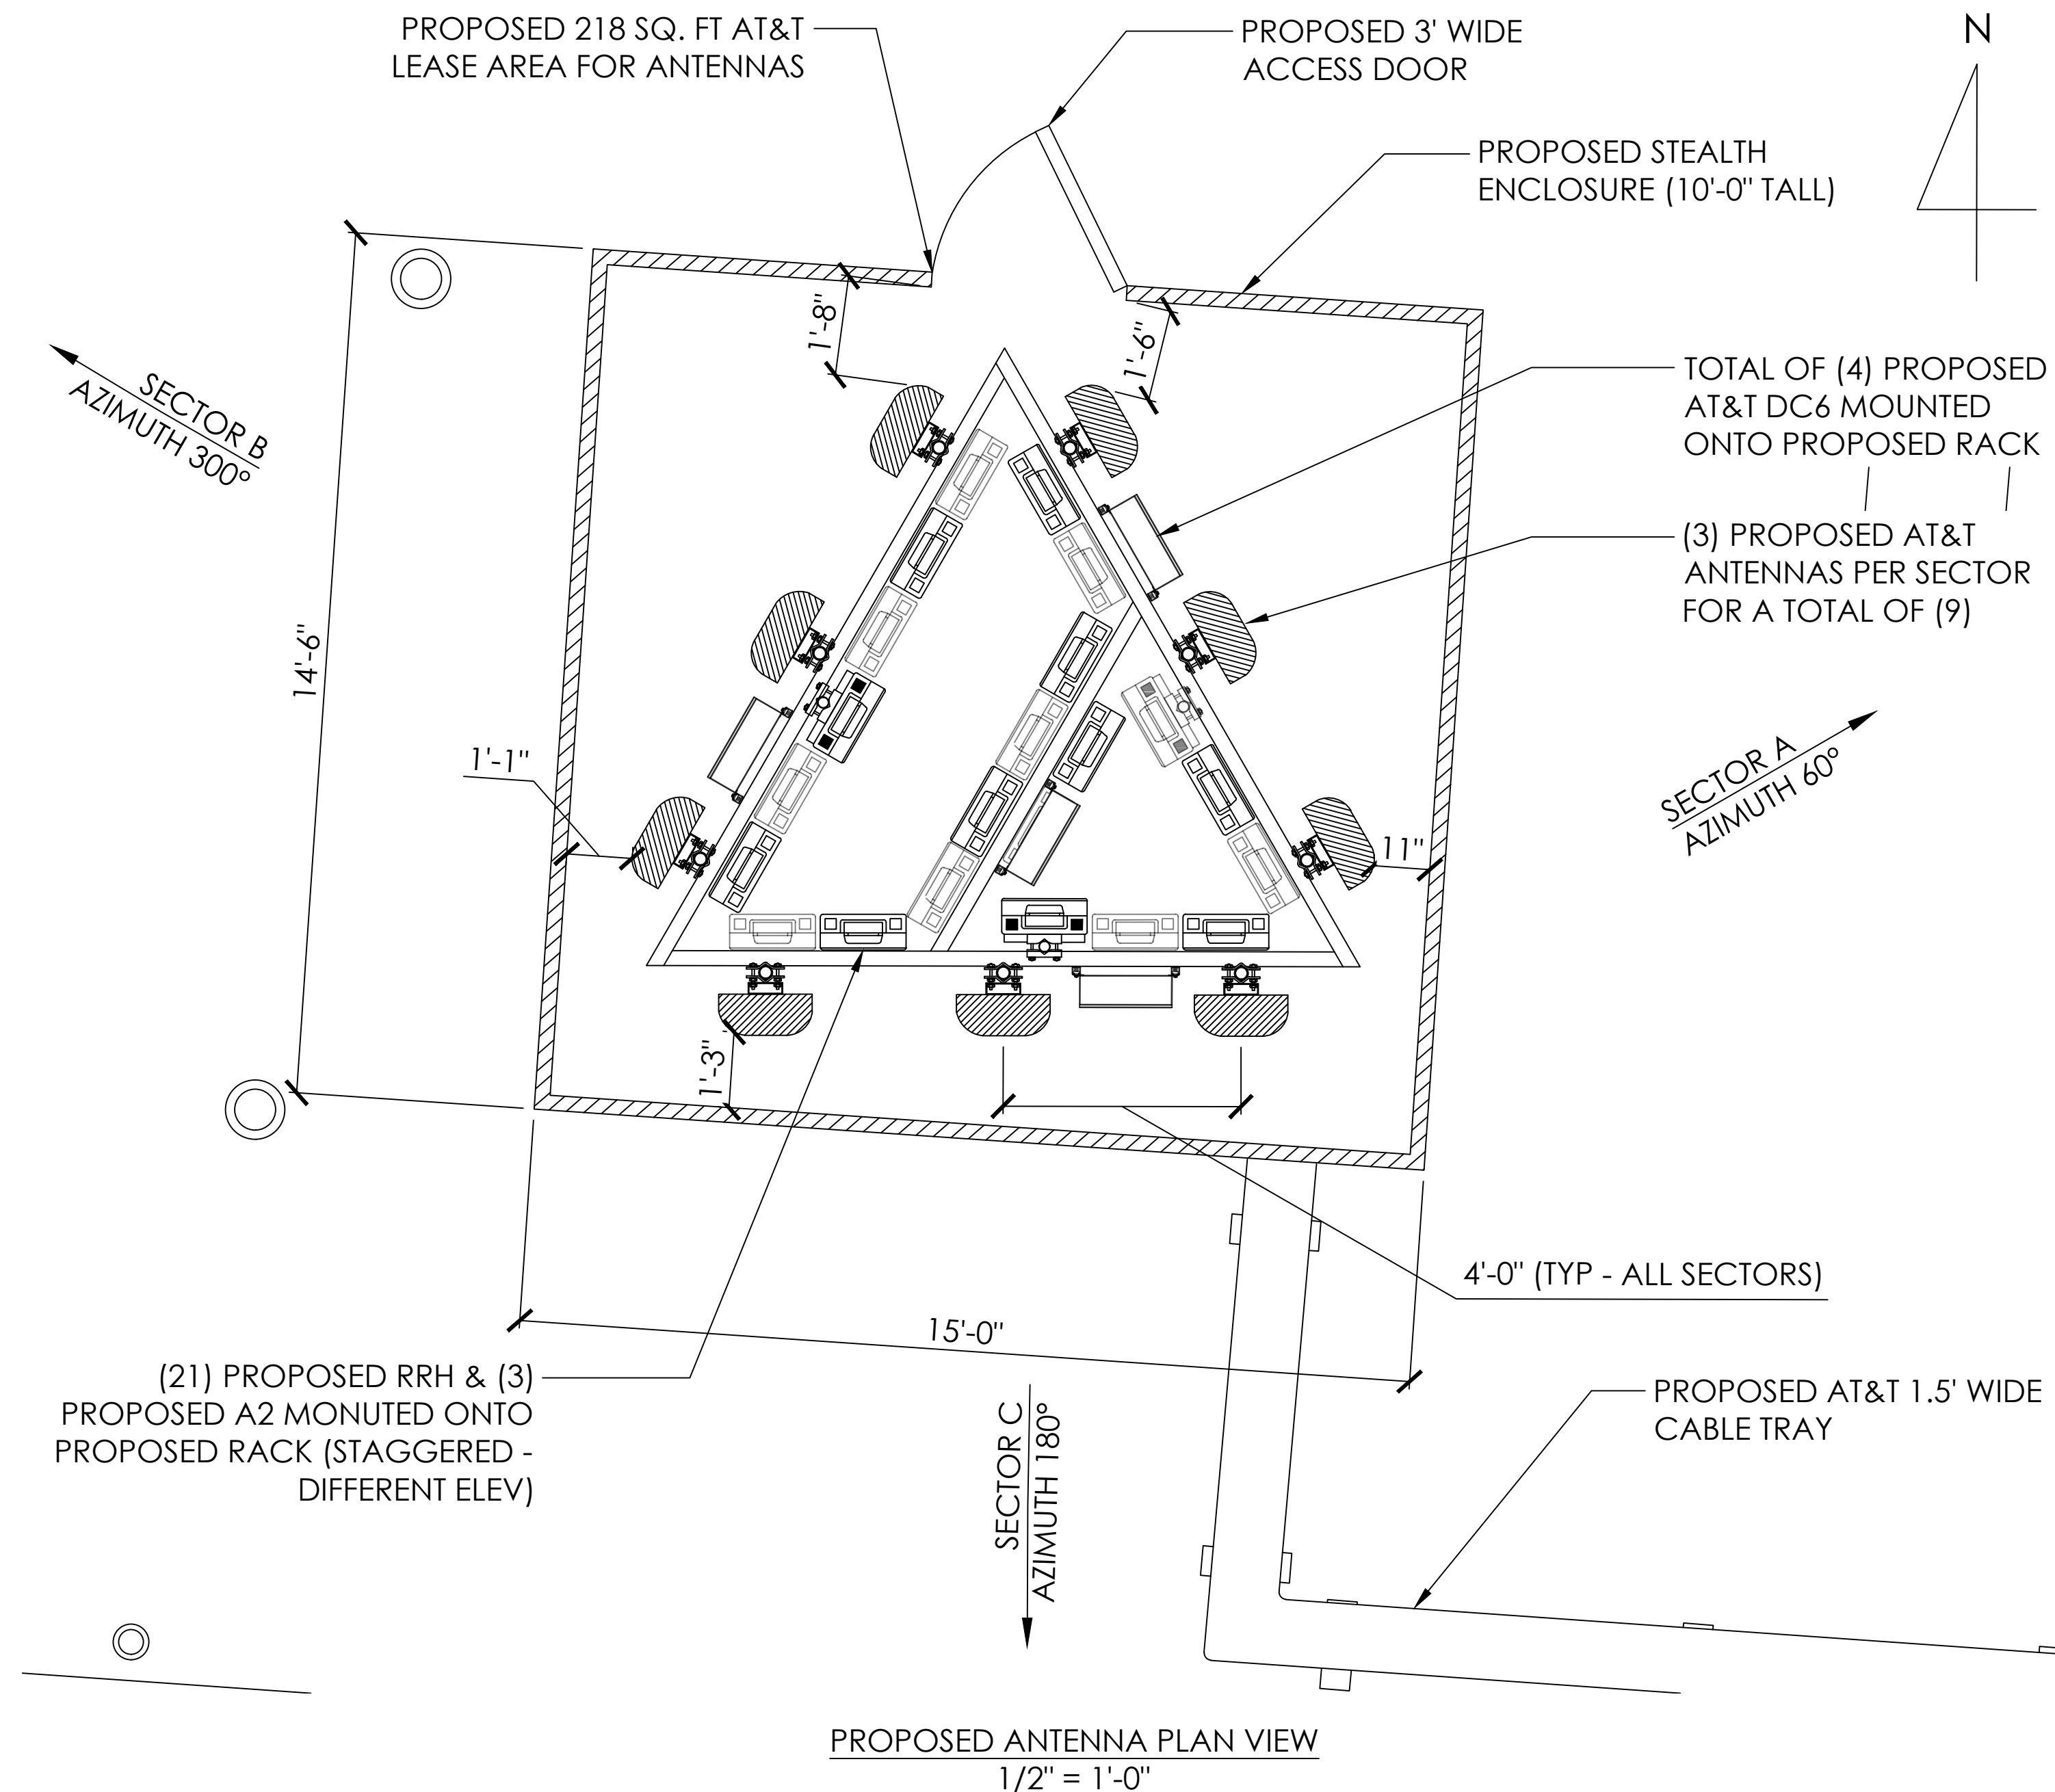 PROPOSED 218 SQ. FT AT&T
LEASE AREA FOR ANTENNAS
PROPOSED 3' WIDE
ACCESS DOOR
N
PROPOSED STEALTH
ENCLOSURE (10'-0" TALL)
1'-8"
1'-6"
TOTAL OF (4) PROPOSED
AT&T DC6 MOUNTED
ONTO PROPOSED RACK
SECTOR B
AZIMUTH 300°
(3) PROPOSED AT&T
ANTENNAS PER SECTOR
FOR A TOTAL OF (9)
14'-6"
1'-1"
SECTOR A
AZIMUTH 60°
11"
1'-3"
4'-0" (TYP - ALL SECTORS)
15'-0"
(21) PROPOSED RRH & (3)
PROPOSED A2 MONUTED ONTO
PROPOSED RACK (STAGGERED -
DIFFERENT ELEV)
SECTOR C
AZIMUTH 180°
PROPOSED AT&T 1.5' WIDE
CABLE TRAY
PROPOSED ANTENNA PLAN VIEW
1/2" = 1'-0"